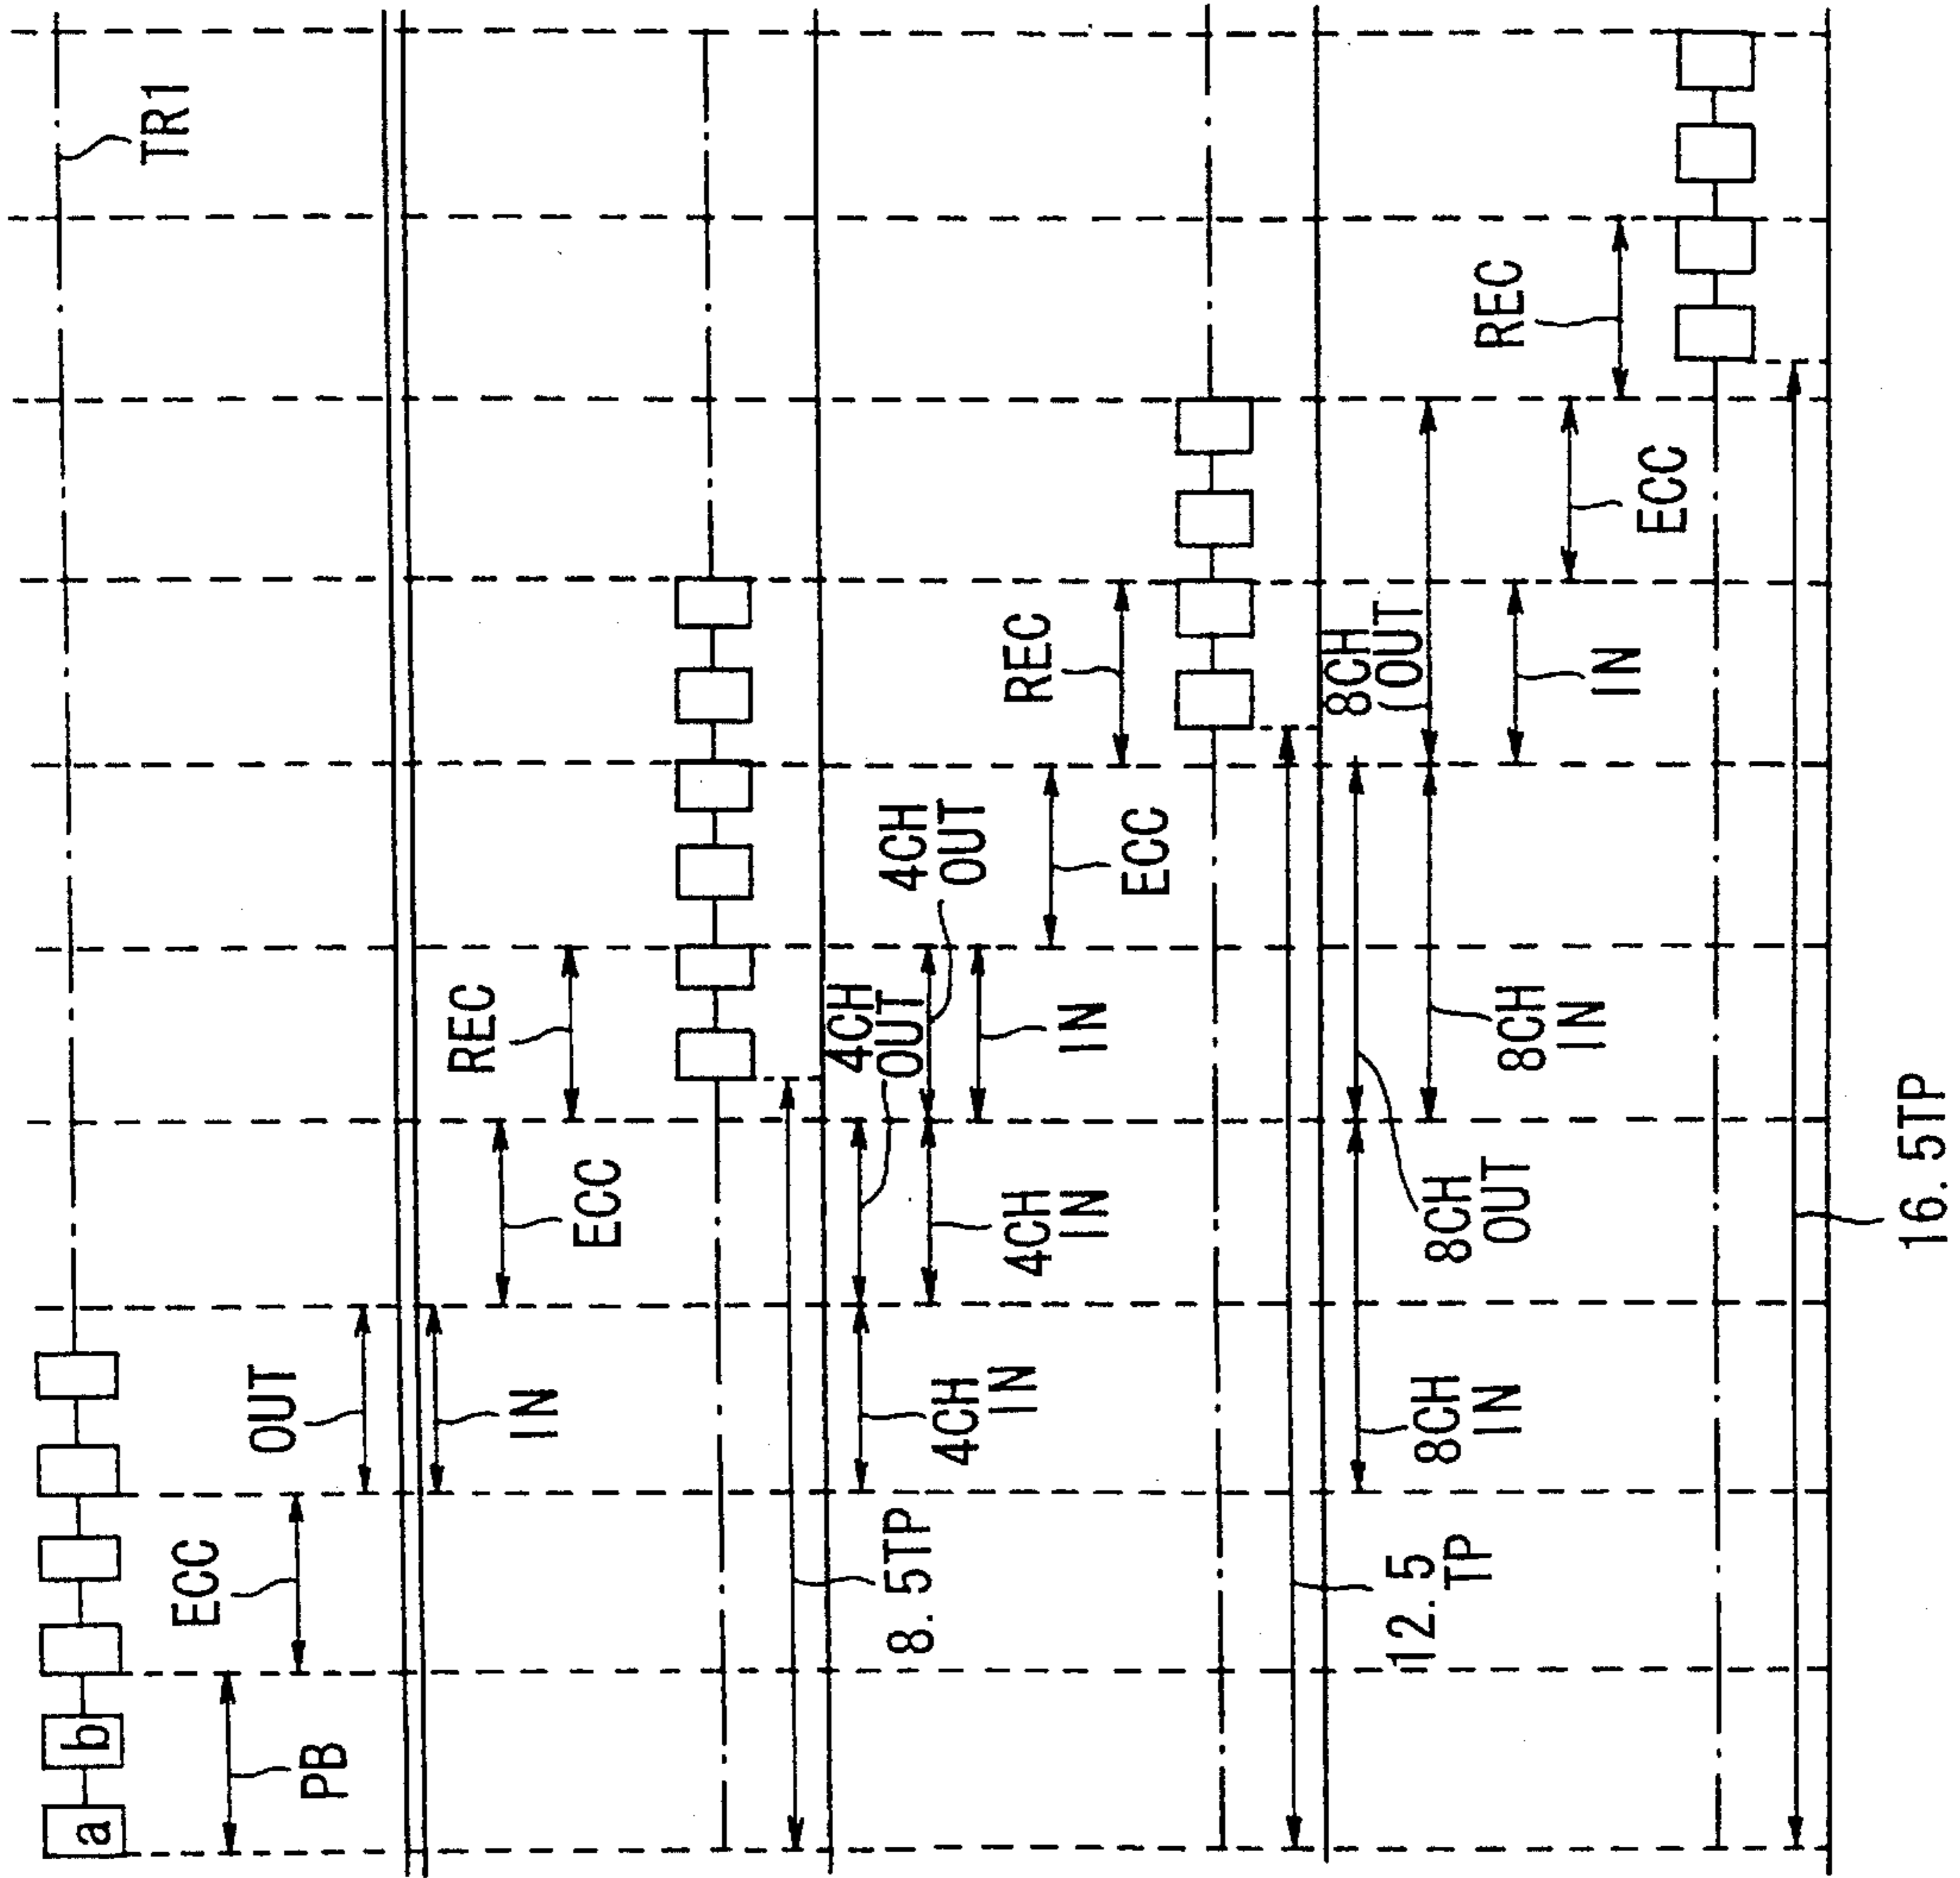 TR1
a
b
PB
ECC
OUT
IN
ECC
REC
8.5TP
4CH
IN
4CH
OUT
4CH
IN
4CH
OUT
IN
ECC
REC
12.5
TP
8CH
IN
8CH
OUT
8CH
IN
8CH
OUT
IN
ECC
REC
16.5TP